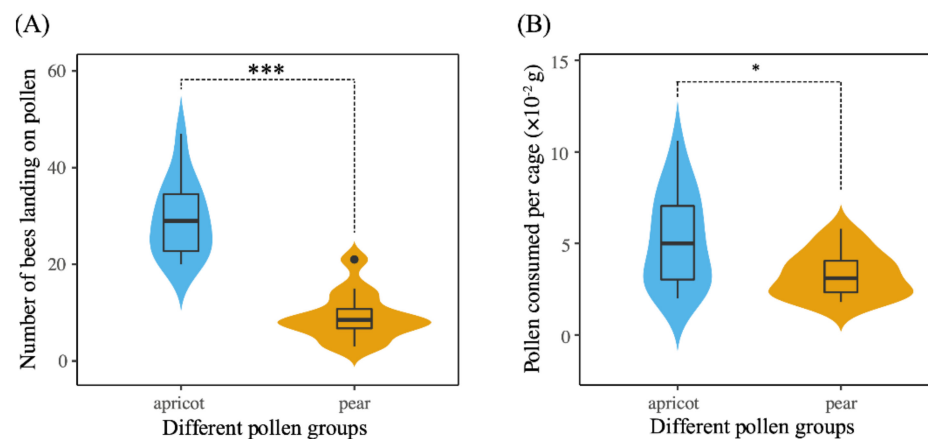 (A)
Number of bees landing on pollen
60
40
20
0
***
apricot pear
Different pollen groups
(B)
Pollen consumed per cage (×10⁻² g)
15
10
5
0
*
apricot pear
Different pollen groups